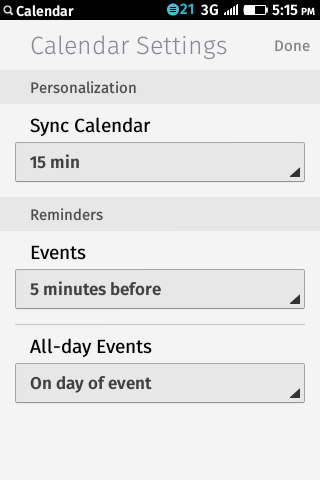 Calendar 21 3G 5:15 PM
Calendar Settings Done
Personalization
Sync Calendar
15 min
Reminders
Events
5 minutes before
All-day Events
On day of event